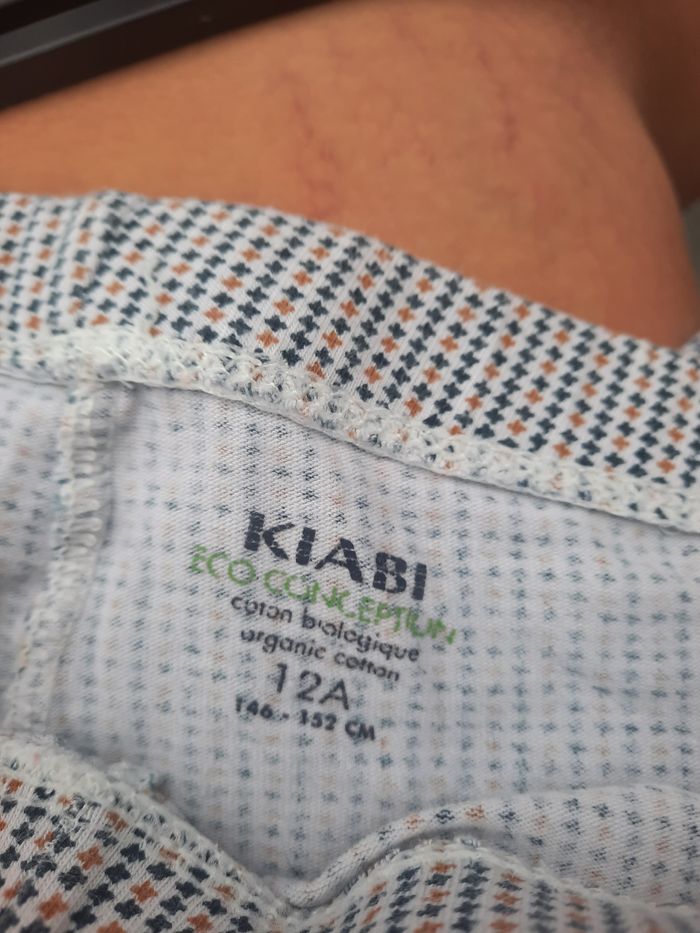 KIABI
ECO-CONCEPTION
coton biologique
organic cotton
12A
146 - 152 CM